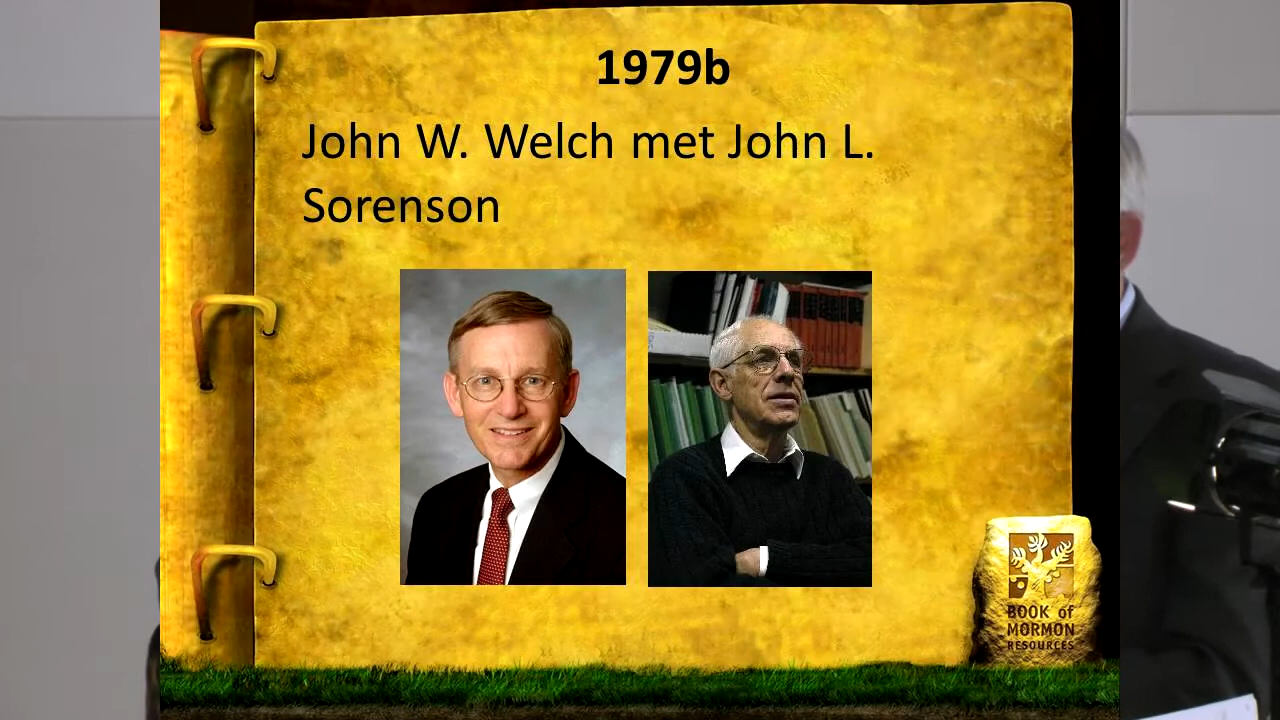 1979b
John W. Welch met John L.
Sorenson
BOOK of
MORMON
RESOURCES